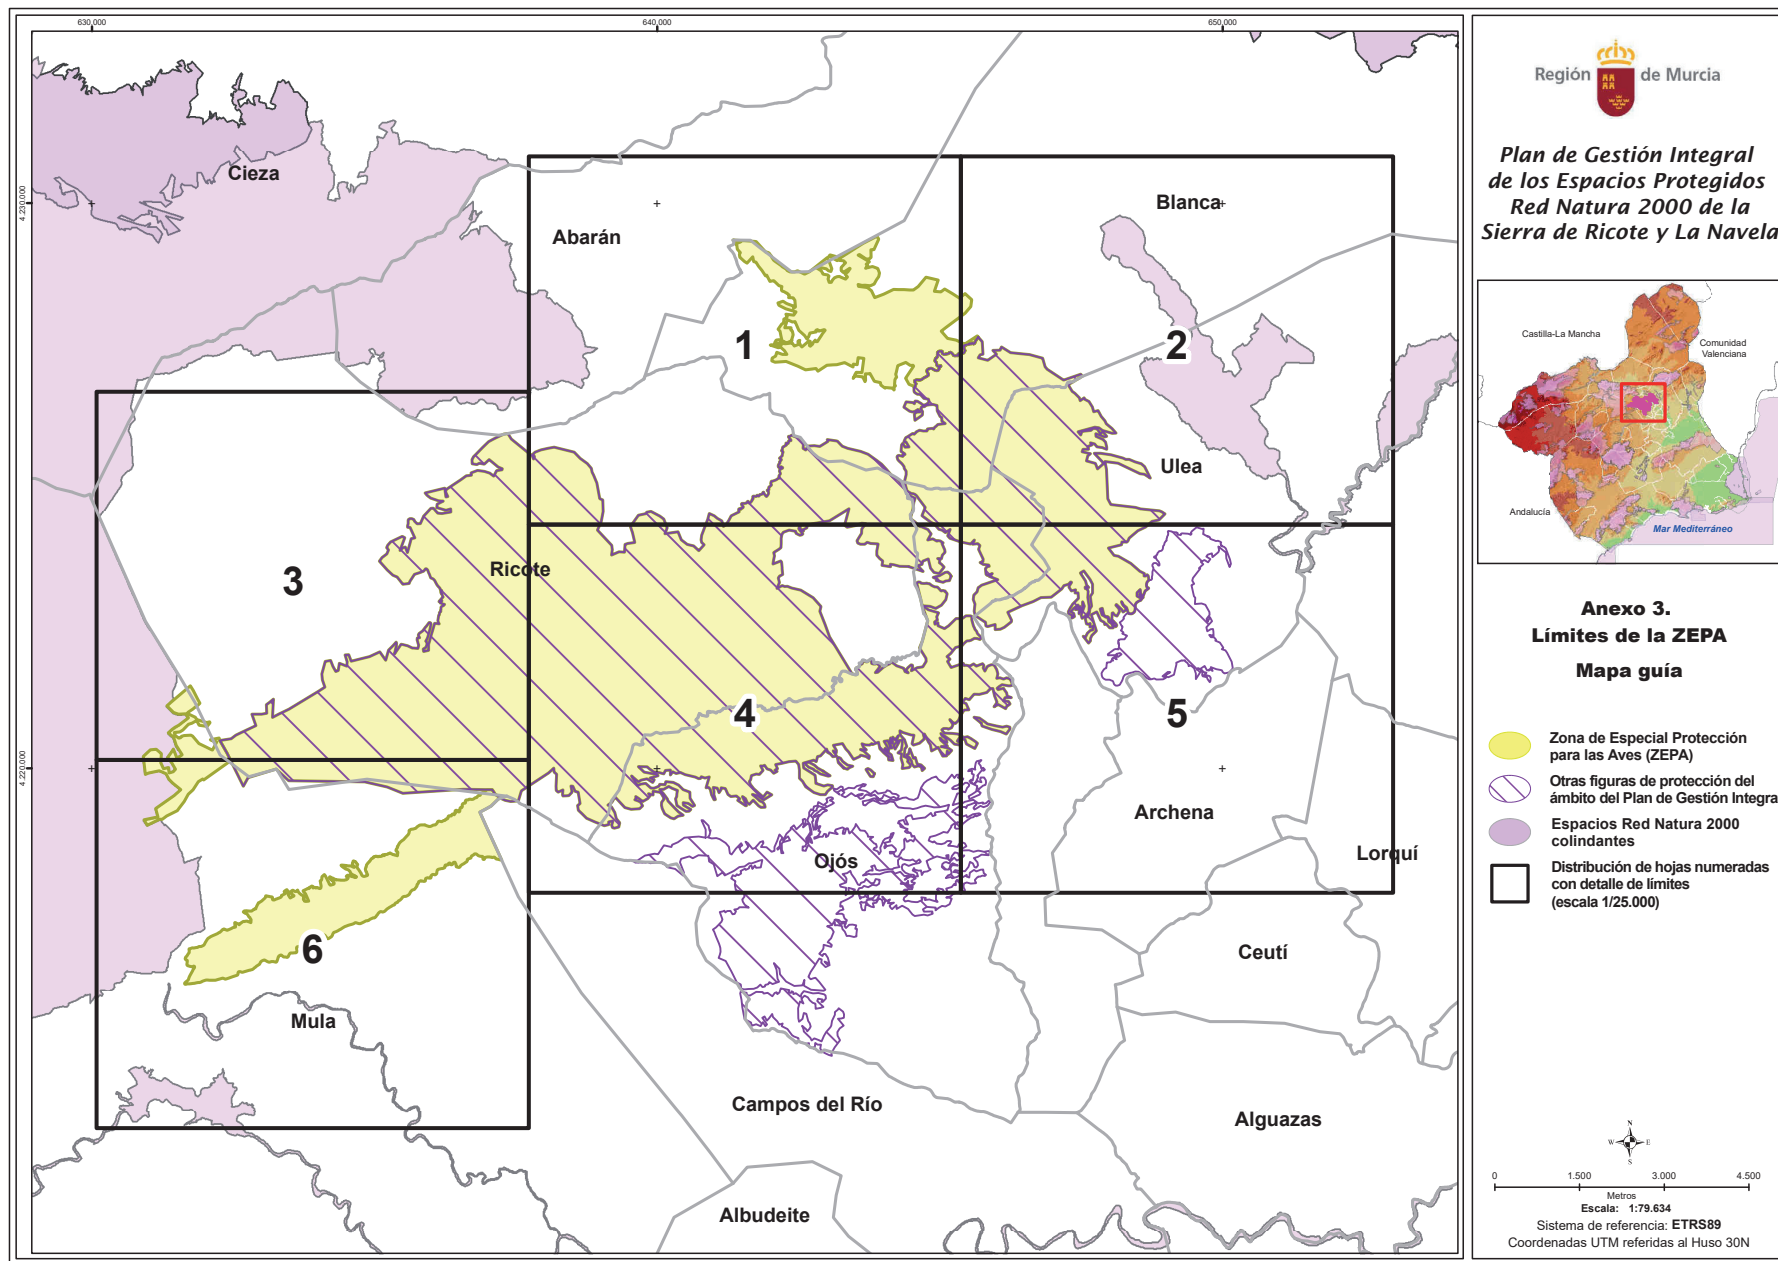 630,000
640,000
650,000
4.230.000
4.220.000
Cieza
Abarán
Blanca
1
2
Ulea
Ricote
3
4
5
Archena
Ojós
Lorquí
6
Ceutí
Mula
Campos del Río
Alguazas
Albudeite
Región de Murcia
Plan de Gestión Integral
de los Espacios Protegidos
Red Natura 2000 de la
Sierra de Ricote y La Navela
Castilla-La Mancha
Comunidad
Valenciana
Andalucía
Mar Mediterráneo
Anexo 3.
Límites de la ZEPA
Mapa guía
Zona de Especial Protección
para las Aves (ZEPA)
Otras figuras de protección del
ámbito del Plan de Gestión Integra
Espacios Red Natura 2000
colindantes
Distribución de hojas numeradas
con detalle de límites
(escala 1/25.000)
N
W E
S
0 1.500 3.000 4.500
Metros
Escala: 1:79.634
Sistema de referencia: ETRS89
Coordenadas UTM referidas al Huso 30N